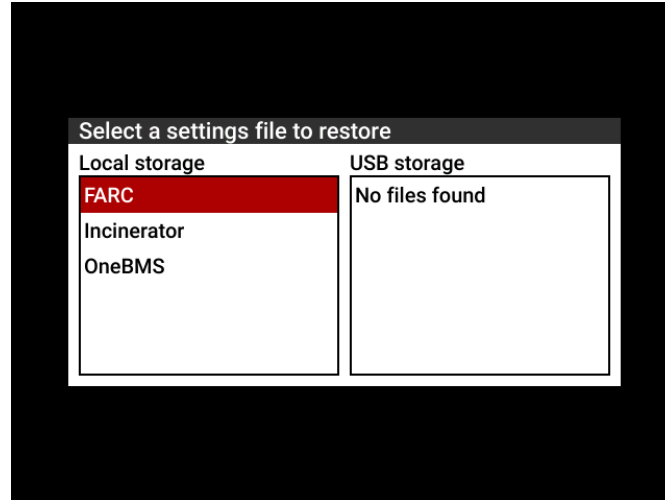 Select a settings file to restore
Local storage
USB storage
FARC
No files found
Incinerator
OneBMS